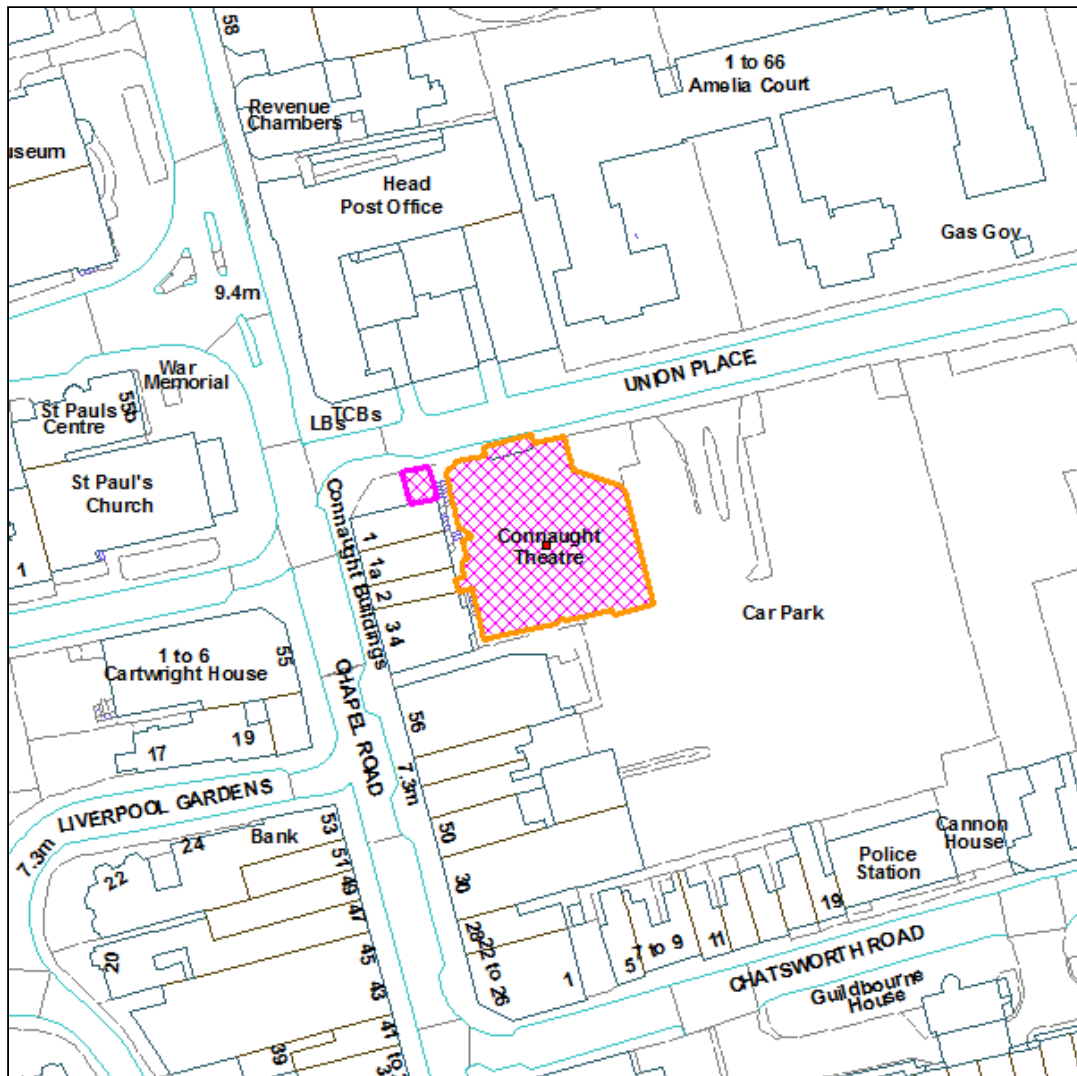 58
1 to 66
Amelia Court
Revenue
Chambers
useum
Head
Post Office
Gas Gov
9.4m
UNION PLACE
War
Memorial
55b
St Pauls
Centre
TCBs
LBs
St Paul's
Church
Connaught Buildings
1
1a
2
3 4
Connaught
Theatre
Car Park
1
1 to 6
Cartwright House
55
CHAPEL ROAD
56
17
19
7.3m
LIVERPOOL GARDENS
53
Bank
24
22
7.3m
51
49
47
45
43
41 to
39
20
50
30
28
22 to 26
1
5
7 to 9
11
19
Police
Station
Cannon
House
CHATSWORTH ROAD
Guildbourne
House